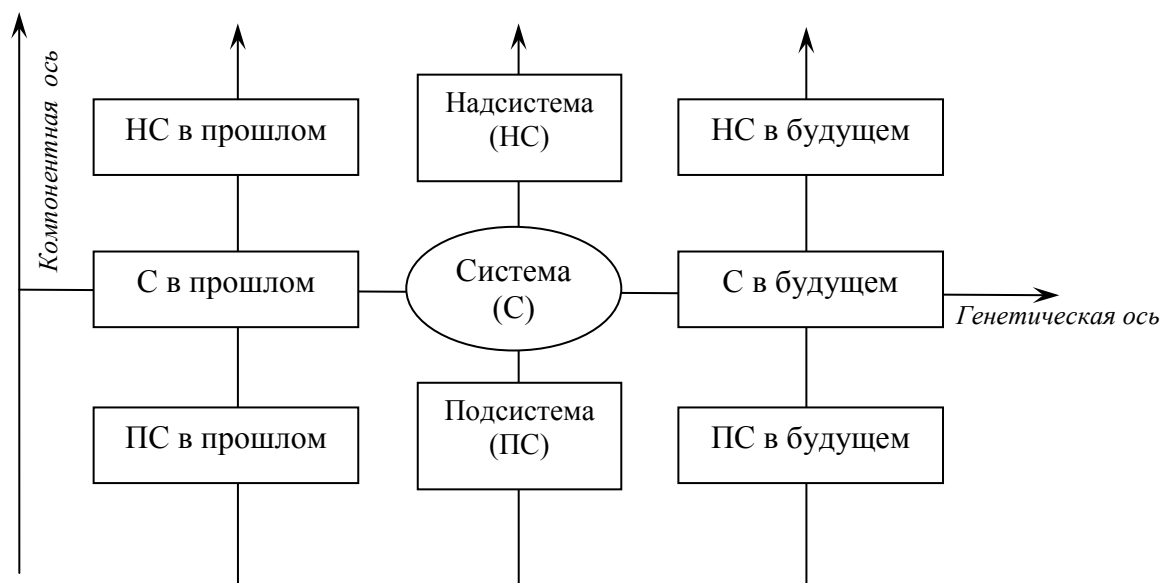 Компонентная ось
НС в прошлом
Надсистема
(НС)
НС в будущем
С в прошлом
Система
(С)
С в будущем
Генетическая ось
ПС в прошлом
Подсистема
(ПС)
ПС в будущем